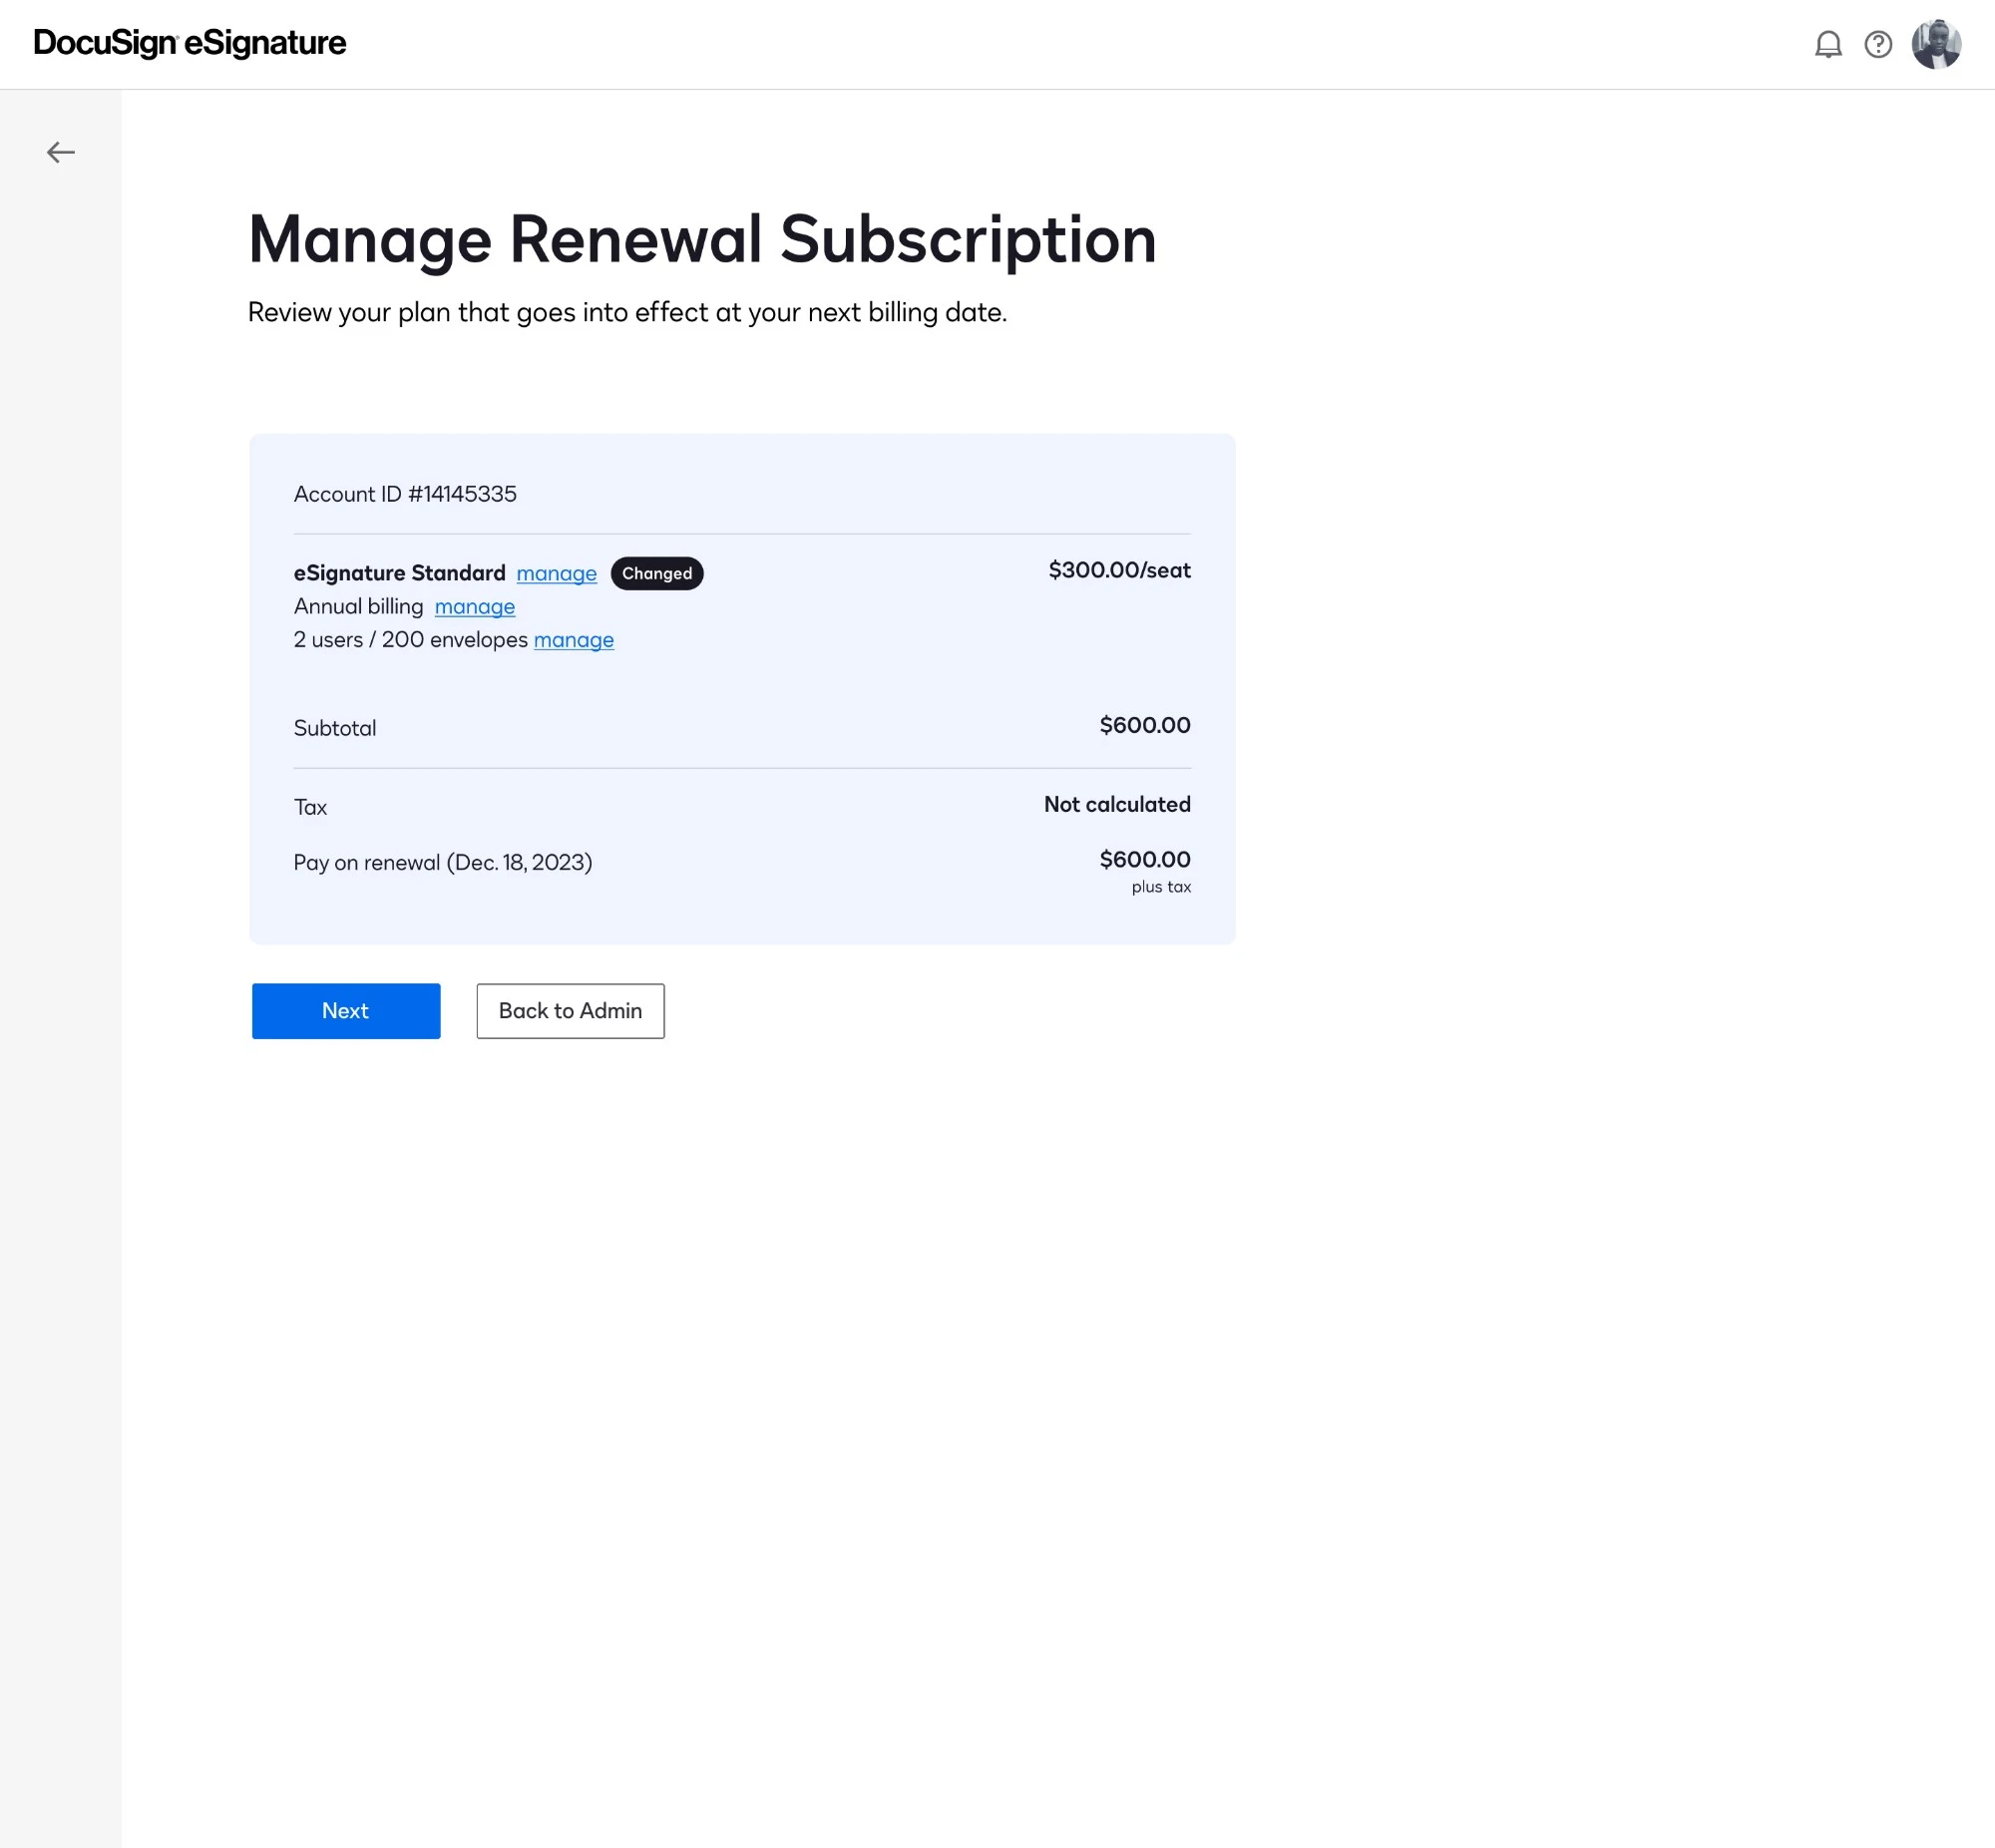 DocuSign eSignature
Manage Renewal Subscription
Review your plan that goes into effect at your next billing date.
Account ID #14145335
eSignature Standard manage Changed $300.00/seat
Annual billing manage
2 users / 200 envelopes manage
Subtotal $600.00
Tax Not calculated
Pay on renewal (Dec. 18, 2023) $600.00
plus tax
Next Back to Admin